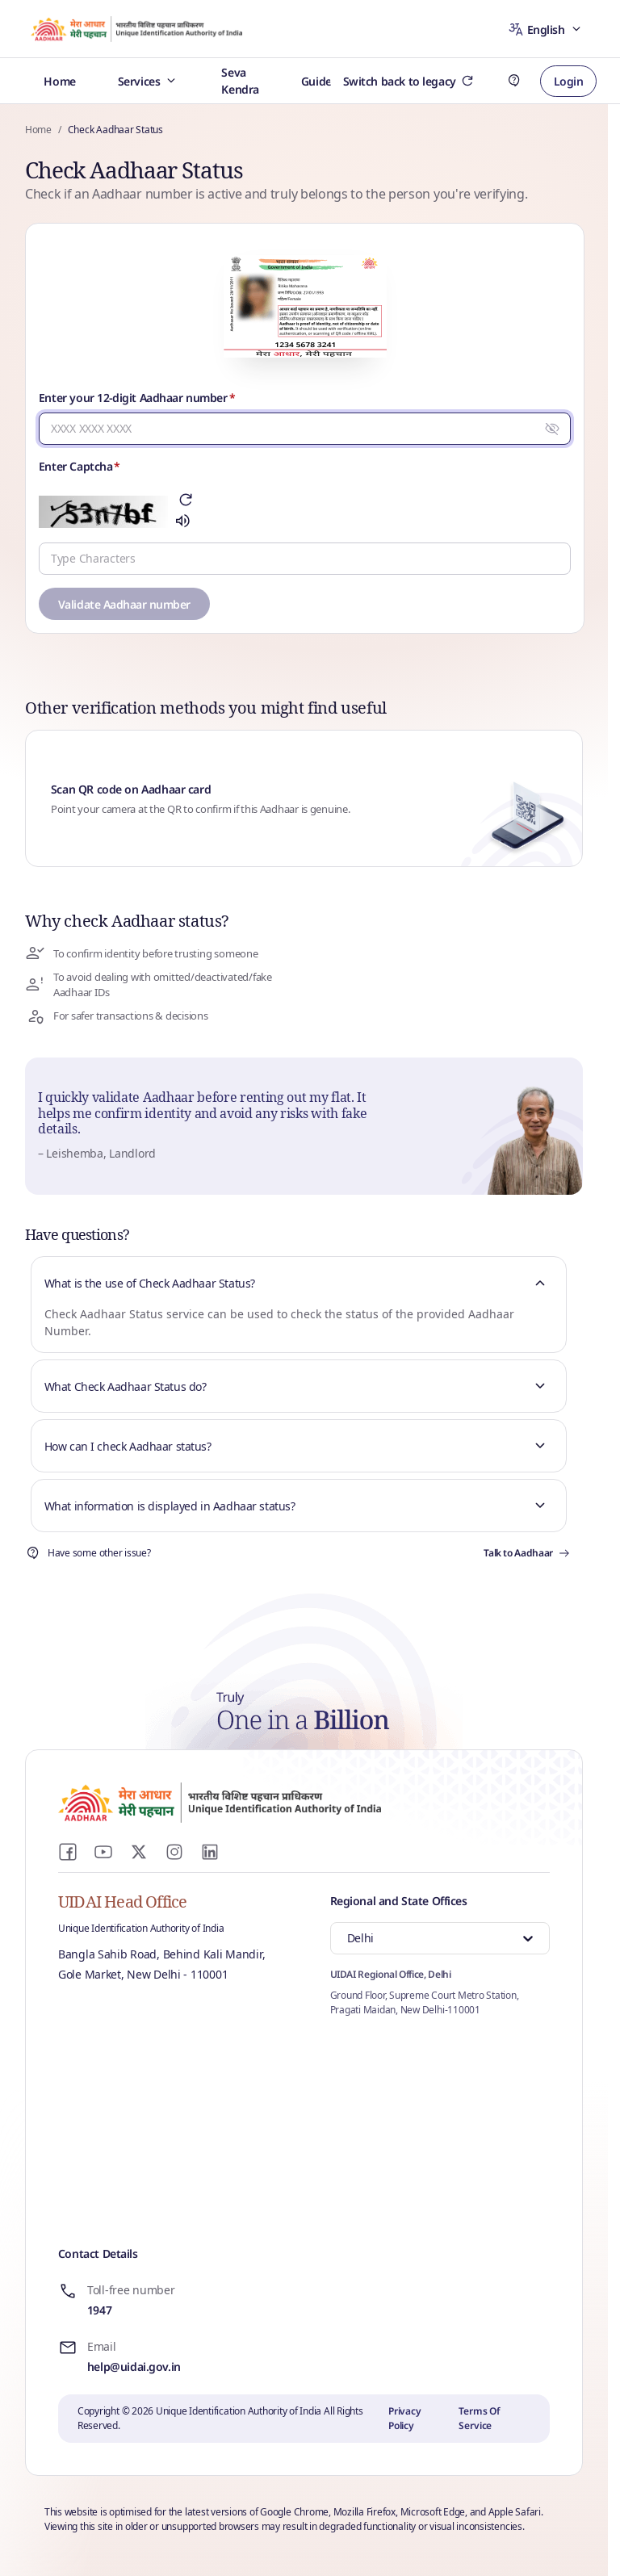 मेरा आधार
मेरी पहचान
AADHAAR
भारतीय विशिष्ट पहचान प्राधिकरण
Unique Identification Authority of India
English
Home
Services
Seva
Kendra
Guide
Switch back to legacy
Login
Home / Check Aadhaar Status
Check Aadhaar Status
Check if an Aadhaar number is active and truly belongs to the person you're verifying.
भारत सरकार
Government of India
1234 5678 3241
मेरा आधार, मेरी पहचान
Enter your 12-digit Aadhaar number *
XXXX XXXX XXXX
Enter Captcha *
53n7bf
Type Characters
Validate Aadhaar number
Other verification methods you might find useful
Scan QR code on Aadhaar card
Point your camera at the QR to confirm if this Aadhaar is genuine.
Why check Aadhaar status?
To confirm identity before trusting someone
To avoid dealing with omitted/deactivated/fake
Aadhaar IDs
For safer transactions & decisions
I quickly validate Aadhaar before renting out my flat. It
helps me confirm identity and avoid any risks with fake
details.
– Leishemba, Landlord
Have questions?
What is the use of Check Aadhaar Status?
Check Aadhaar Status service can be used to check the status of the provided Aadhaar
Number.
What Check Aadhaar Status do?
How can I check Aadhaar status?
What information is displayed in Aadhaar status?
Have some other issue?
Talk to Aadhaar
Truly
One in a Billion
मेरा आधार
मेरी पहचान
AADHAAR
भारतीय विशिष्ट पहचान प्राधिकरण
Unique Identification Authority of India
UIDAI Head Office
Unique Identification Authority of India
Bangla Sahib Road, Behind Kali Mandir,
Gole Market, New Delhi - 110001
Regional and State Offices
Delhi
UIDAI Regional Office, Delhi
Ground Floor, Supreme Court Metro Station,
Pragati Maidan, New Delhi-110001
Contact Details
Toll-free number
1947
Email
help@uidai.gov.in
Copyright © 2026 Unique Identification Authority of India All Rights
Reserved.
Privacy
Policy
Terms Of
Service
This website is optimised for the latest versions of Google Chrome, Mozilla Firefox, Microsoft Edge, and Apple Safari.
Viewing this site in older or unsupported browsers may result in degraded functionality or visual inconsistencies.